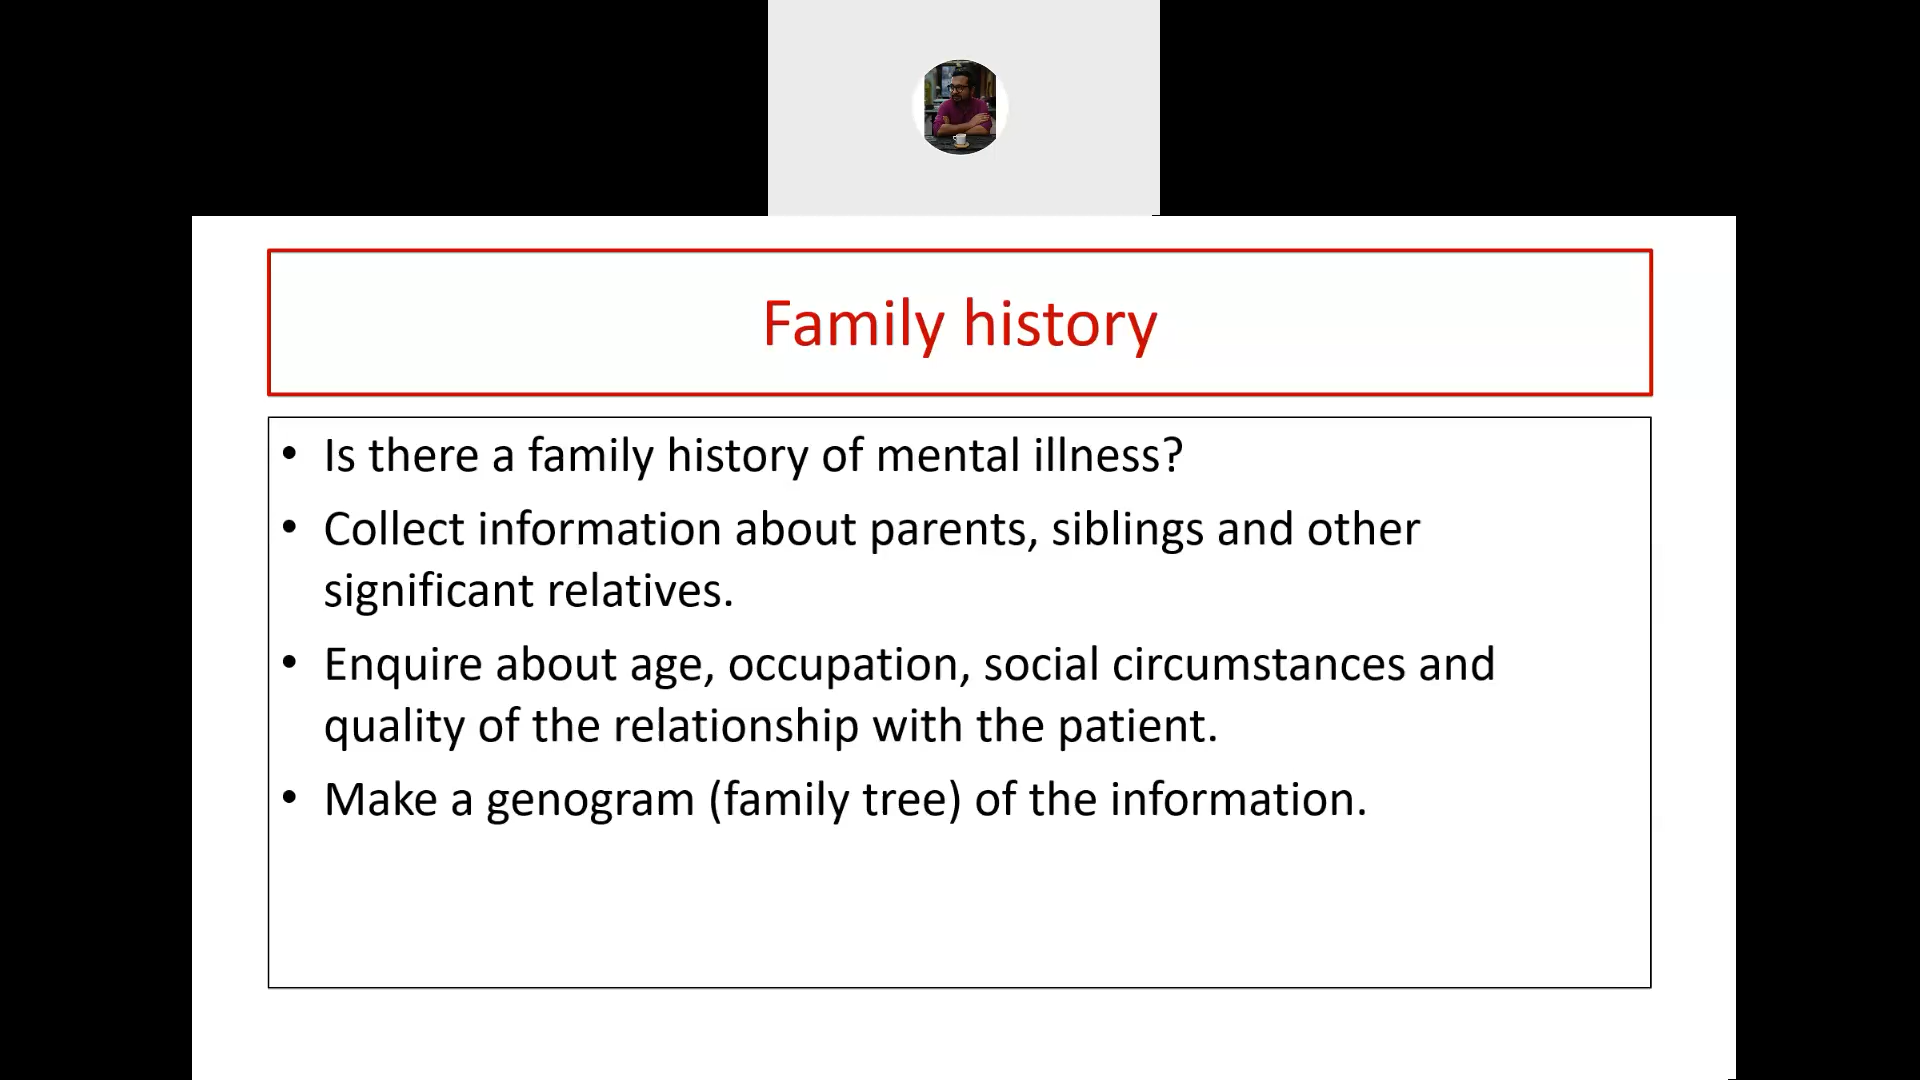 Family history
• Is there a family history of mental illness?
• Collect information about parents, siblings and other
significant relatives.
• Enquire about age, occupation, social circumstances and
quality of the relationship with the patient.
• Make a genogram (family tree) of the information.